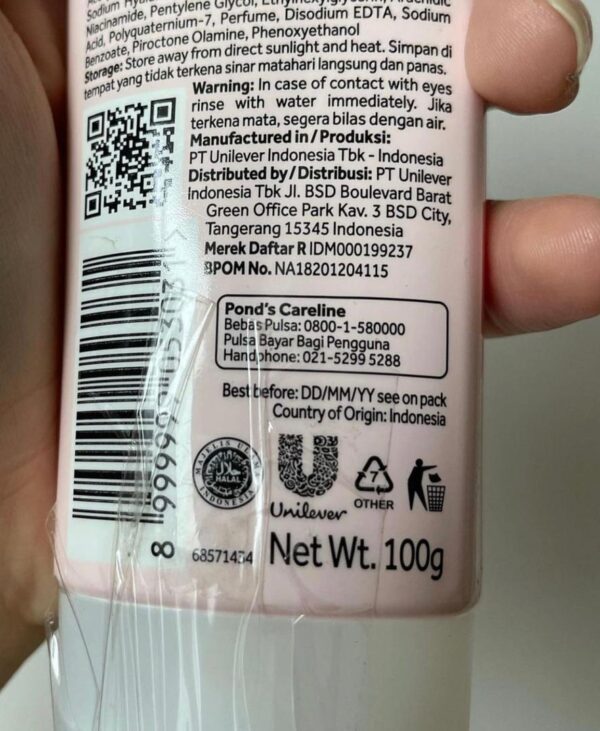 Sodium
Niacinamide, Pentylene Glycol,
Acid, Polyquaternium-7, Perfume, Disodium EDTA, Sodium
Benzoate, Piroctone Olamine, Phenoxyethanol
Storage: Store away from direct sunlight and heat. Simpan di
tempat yang tidak terkena sinar matahari langsung dan panas.
Warning: In case of contact with eyes
rinse with water immediately. Jika
terkena mata, segera bilas dengan air.
Manufactured in/Produksi:
PT Unilever Indonesia Tbk - Indonesia
Distributed by/Distribusi: PT Unilever
Indonesia Tbk Jl. BSD Boulevard Barat
Green Office Park Kav. 3 BSD City,
Tangerang 15345 Indonesia
Merek Daftar R IDM000199237
BPOM No. NA18201204115
Pond's Careline
Bebas Pulsa: 0800-1-580000
Pulsa Bayar Bagi Pengguna
Handphone: 021-5299 5288
Best before: DD/MM/YY see on pack
Country of Origin: Indonesia
MAJELIS ULAMA
HALAL
INDONESIA
Unilever
7
OTHER
68571434
Net Wt. 100g